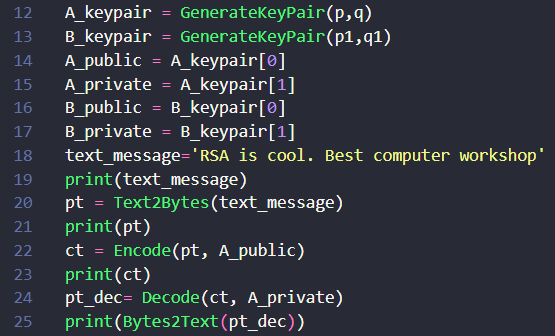 12 A_keypair = GenerateKeyPair(p,q)
13 B_keypair = GenerateKeyPair(p1,q1)
14 A_public = A_keypair[0]
15 A_private = A_keypair[1]
16 B_public = B_keypair[0]
17 B_private = B_keypair[1]
18 text_message='RSA is cool. Best computer workshop'
19 print(text_message)
20 pt = Text2Bytes(text_message)
21 print(pt)
22 ct = Encode(pt, A_public)
23 print(ct)
24 pt_dec= Decode(ct, A_private)
25 print(Bytes2Text(pt_dec))